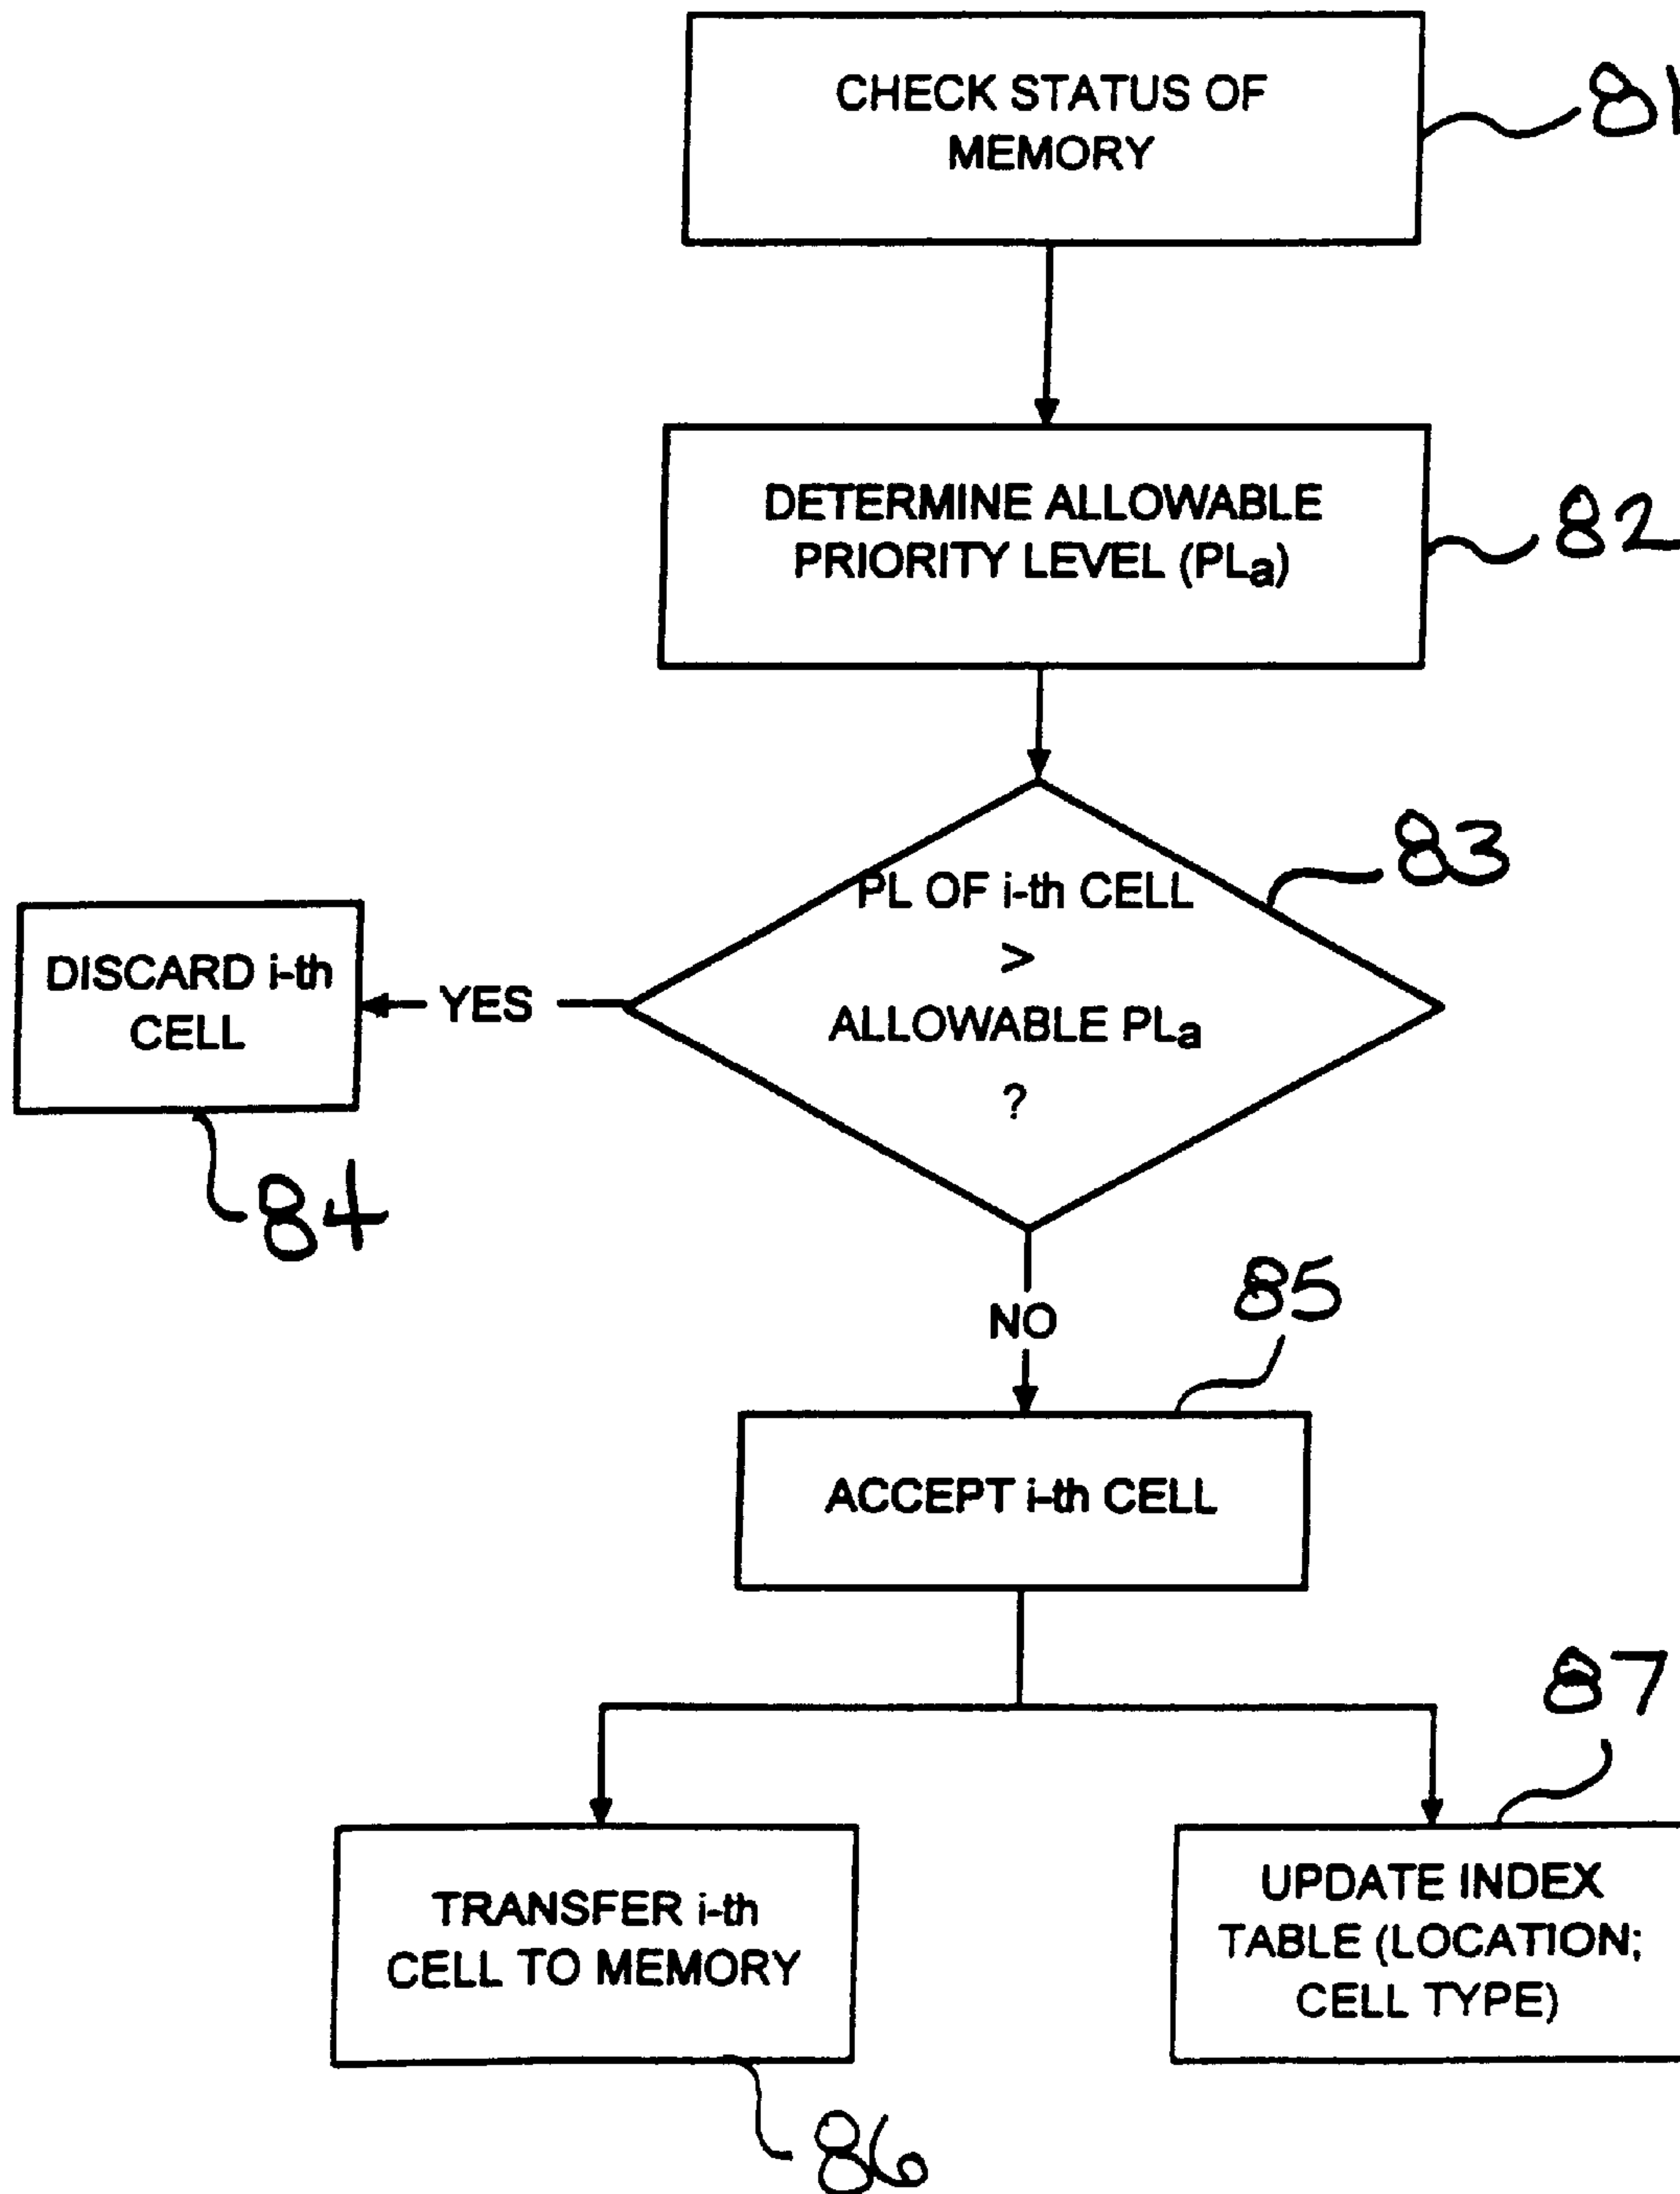 CHECK STATUS OF
MEMORY
81
DETERMINE ALLOWABLE
PRIORITY LEVEL (PLa)
82
PL OF i-th CELL
>
ALLOWABLE PLa
?
83
DISCARD i-th
CELL
YES
84
NO
85
ACCEPT i-th CELL
87
TRANSFER i-th
CELL TO MEMORY
UPDATE INDEX
TABLE (LOCATION;
CELL TYPE)
86